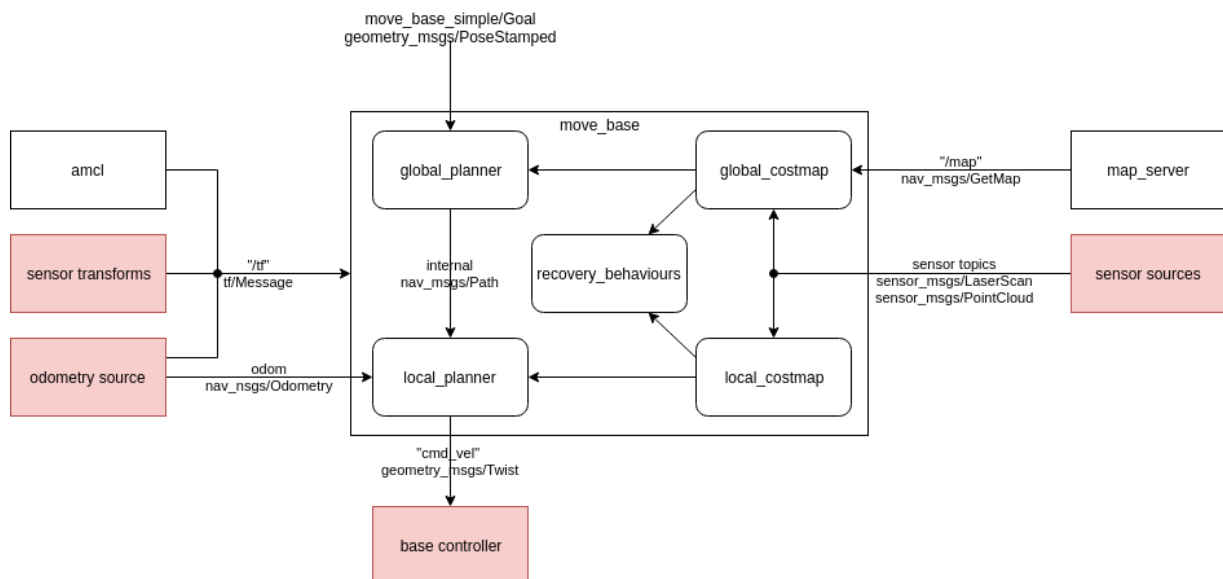 move_base_simple/Goal
geometry_msgs/PoseStamped
move_base
amcl
global_planner
global_costmap
"/map"
nav_msgs/GetMap
map_server
sensor transforms
"/tf"
tf/Message
internal
nav_msgs/Path
recovery_behaviours
sensor topics
sensor_msgs/LaserScan
sensor_msgs/PointCloud
sensor sources
odometry source
odom
nav_nsgs/Odometry
local_planner
local_costmap
"cmd_vel"
geometry_msgs/Twist
base controller